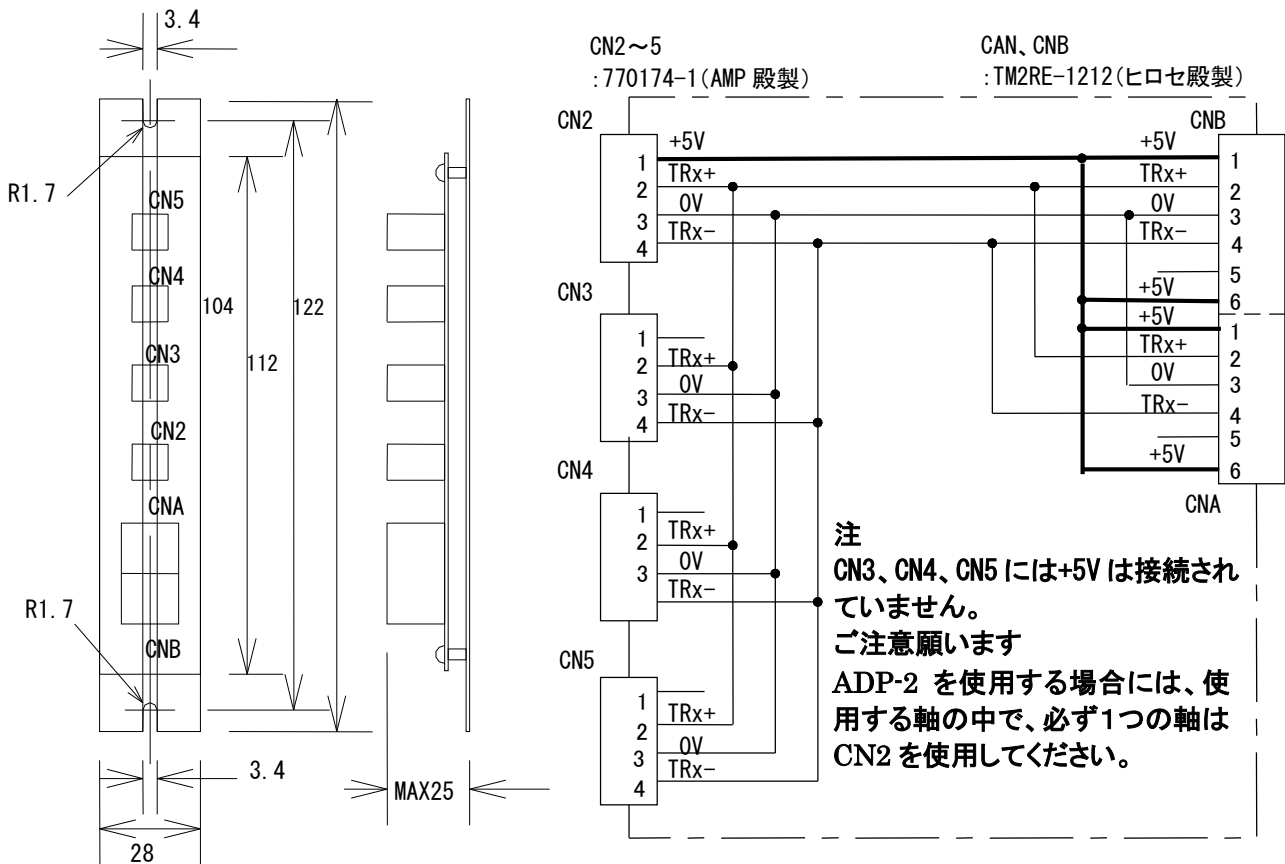 3.4
R1.7
CN5
CN4
CN3
CN2
CNA
CNB
104
112
122
R1.7
3.4
28
MAX25
CN2～5
:770174-1(AMP 殿製)
CAN、CNB
:TM2RE-1212(ヒロセ殿製)
CN2
1
2
3
4
+5V
TRx+
0V
TRx-
CN3
1
2
3
4
TRx+
0V
TRx-
CN4
1
2
3
TRx+
0V
TRx-
CN5
1
2
3
4
TRx+
0V
TRx-
CNB
+5V
TRx+
0V
TRx-
+5V
1
2
3
4
5
6
+5V
TRx+
0V
TRx-
+5V
1
2
3
4
5
6
CNA
注
CN3、CN4、CN5 には+5V は接続され
ていません。
ご注意願います
ADP-2 を使用する場合には、使
用する軸の中で、必ず１つの軸は
CN2 を使用してください。